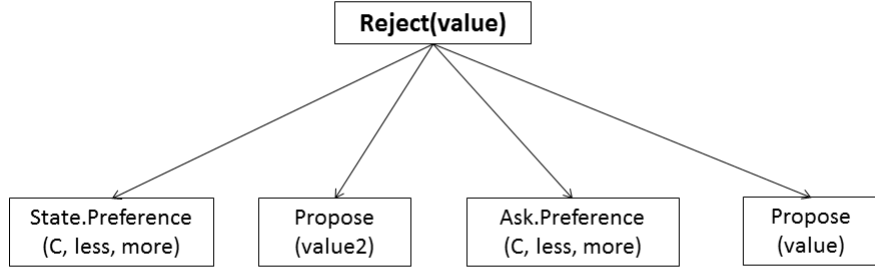 Reject(value)
State.Preference
(C, less, more)
Propose
(value2)
Ask.Preference
(C, less, more)
Propose
(value)